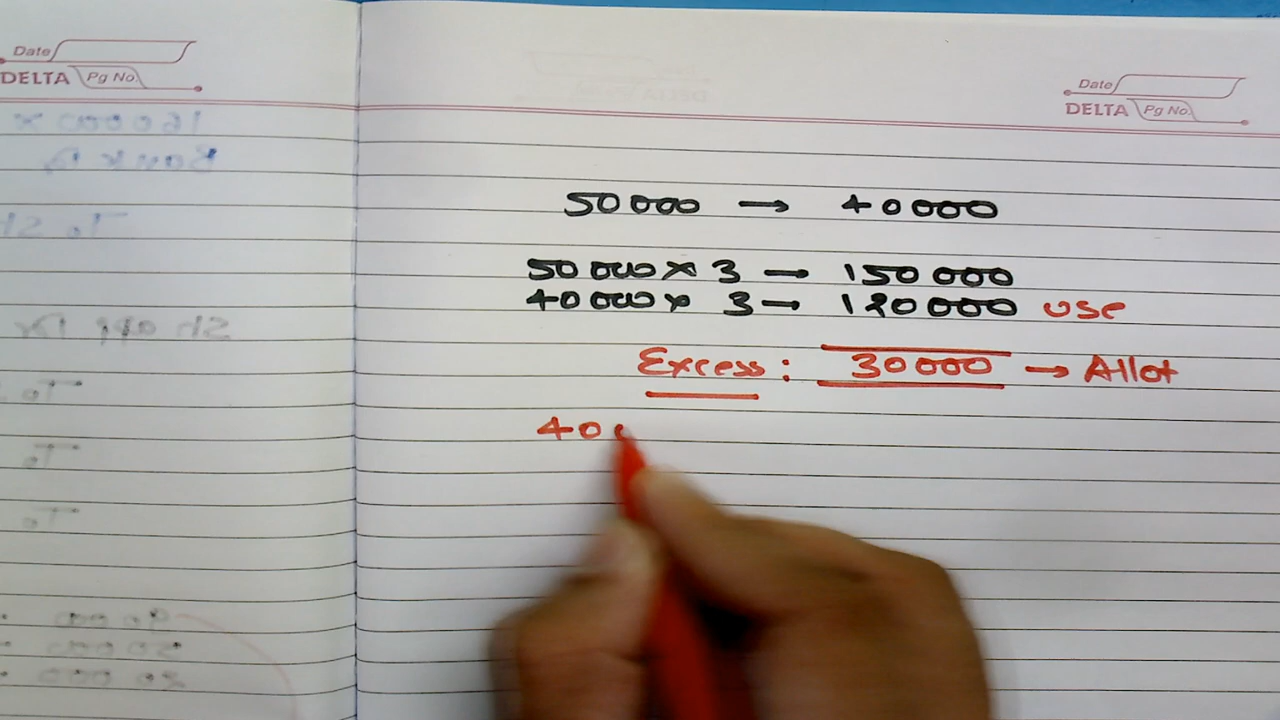 Date
DELTA Pg No.
Date
DELTA Pg No.
50000 → 40000
50000 × 3 → 150000
40000 × 3 → 120000 use
Excess : 30000 → Allot
400